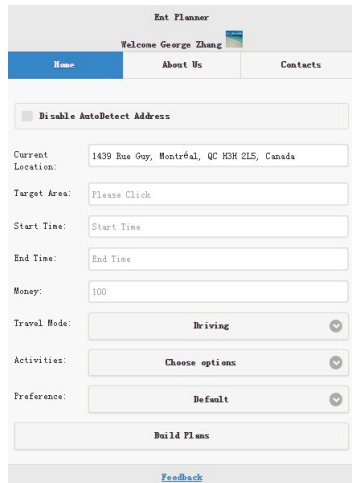 Ent Planner
Welcome George Zhang
Home About Us Contacts
Disable AutoDetect Address
Current Location: 1439 Rue Guy, Montréal, QC H3H 2L5, Canada
Target Area: Please Click
Start Time: Start Time
End Time: End Time
Money: 100
Travel Mode: Driving
Activities: Choose options
Preference: Default
Build Plans
Feedback